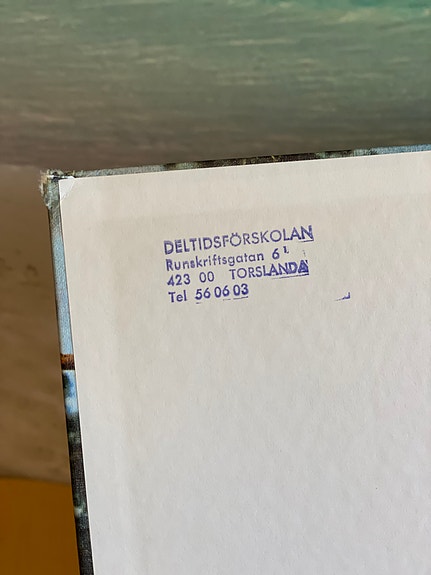 DELTIDSFÖRSKOLAN
Runskriftsgatan 6
423 00 TORSLANDA
Tel 56 06 03